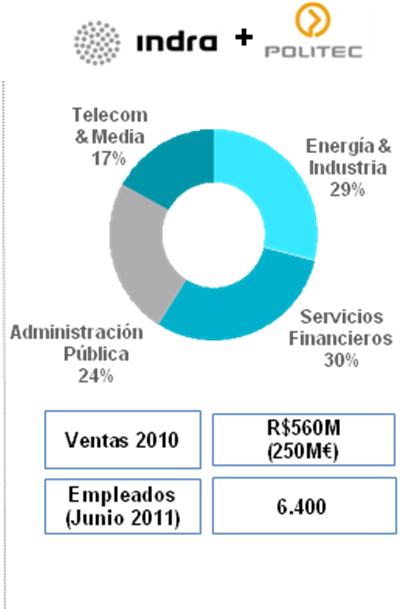 indra + POLITEC
Telecom
& Media
17%
Energía &
Industria
29%
Servicios
Financieros
30%
Administración
Pública
24%
Ventas 2010
R$560M
(250M€)
Empleados
(Junio 2011)
6.400